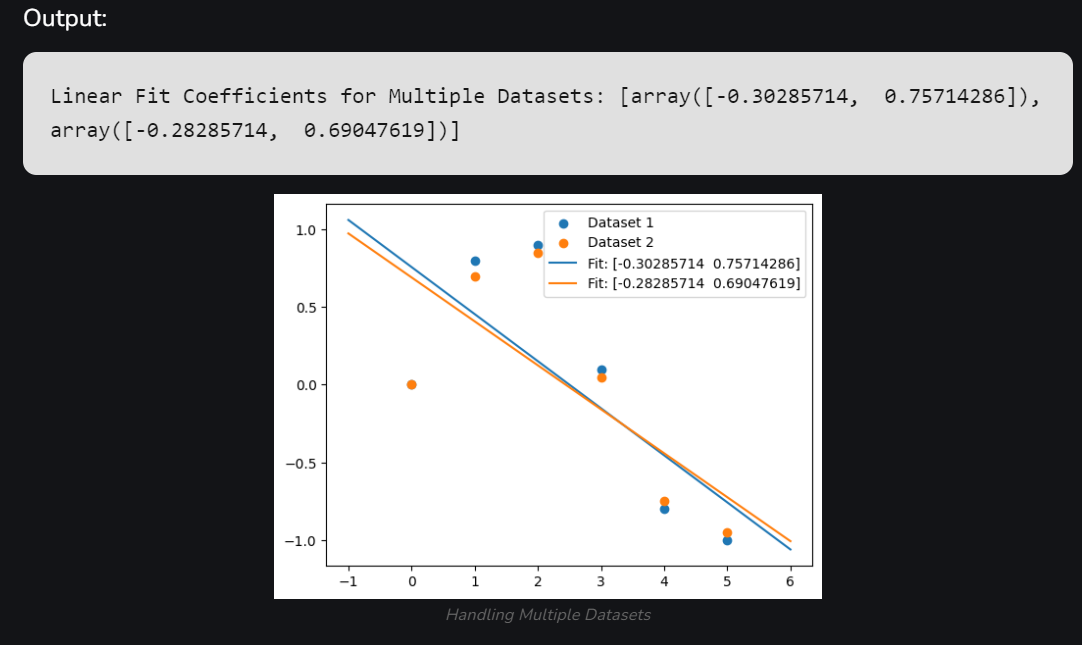 Output:
Linear Fit Coefficients for Multiple Datasets: [array([-0.30285714,  0.75714286]),
array([-0.28285714,  0.69047619])]
Dataset 1
Dataset 2
Fit: [-0.30285714  0.75714286]
Fit: [-0.28285714  0.69047619]
1.0
0.5
0.0
−0.5
−1.0
−1 0 1 2 3 4 5 6
Handling Multiple Datasets